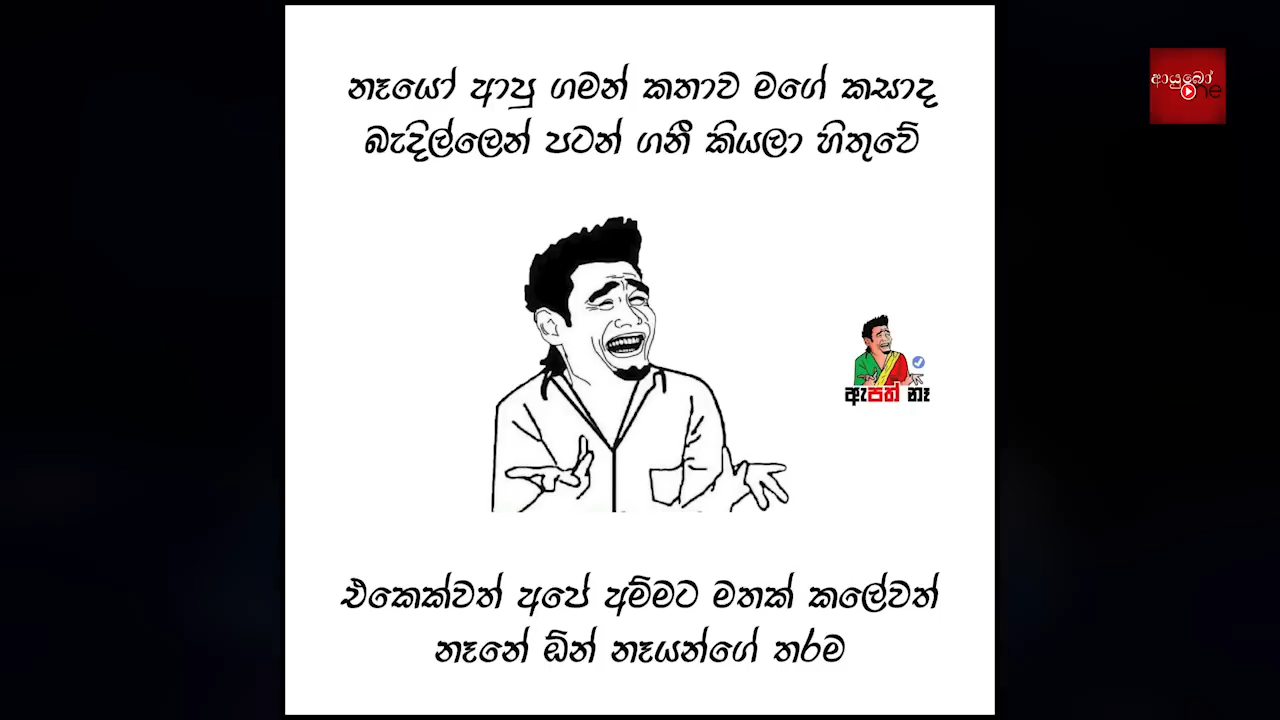 නෑයෝ ආපු ගමන් කතාව මගේ කසාද
බැදිල්ලෙන් පටන් ගනී කියලා හිතුවේ
ආයුබෝ
ne
ඇපත් නෑ
එකෙක්වත් අපේ අම්මට මතක් කලේවත්
නෑනේ ඕන් නෑයන්ගේ තරම